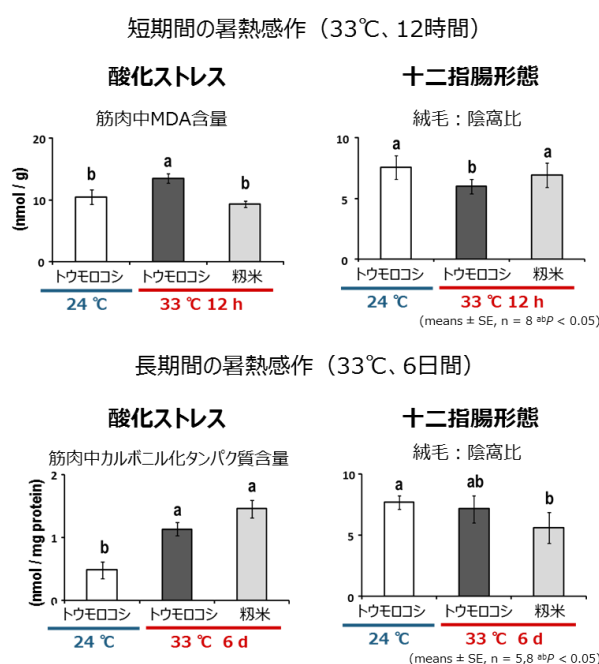 短期間の暑熱感作（33℃、12時間）
酸化ストレス
筋肉中MDA含量
(nmol / g)
20
10
0
b
a
b
トウモロコシ
トウモロコシ
籾米
24 ℃
33 ℃ 12 h
十二指腸形態
絨毛：陰窩比
10
5
0
a
b
a
トウモロコシ
トウモロコシ
籾米
24 ℃
33 ℃ 12 h
(means ± SE, n = 8 abP < 0.05)
長期間の暑熱感作（33℃、6日間）
酸化ストレス
筋肉中カルボニル化タンパク質含量
(nmol / mg protein)
2
1
0
b
a
a
トウモロコシ
トウモロコシ
籾米
24 ℃
33 ℃ 6 d
十二指腸形態
絨毛：陰窩比
10
5
0
a
ab
b
トウモロコシ
トウモロコシ
籾米
24 ℃
33 ℃ 6 d
(means ± SE, n = 5,8 abP < 0.05)